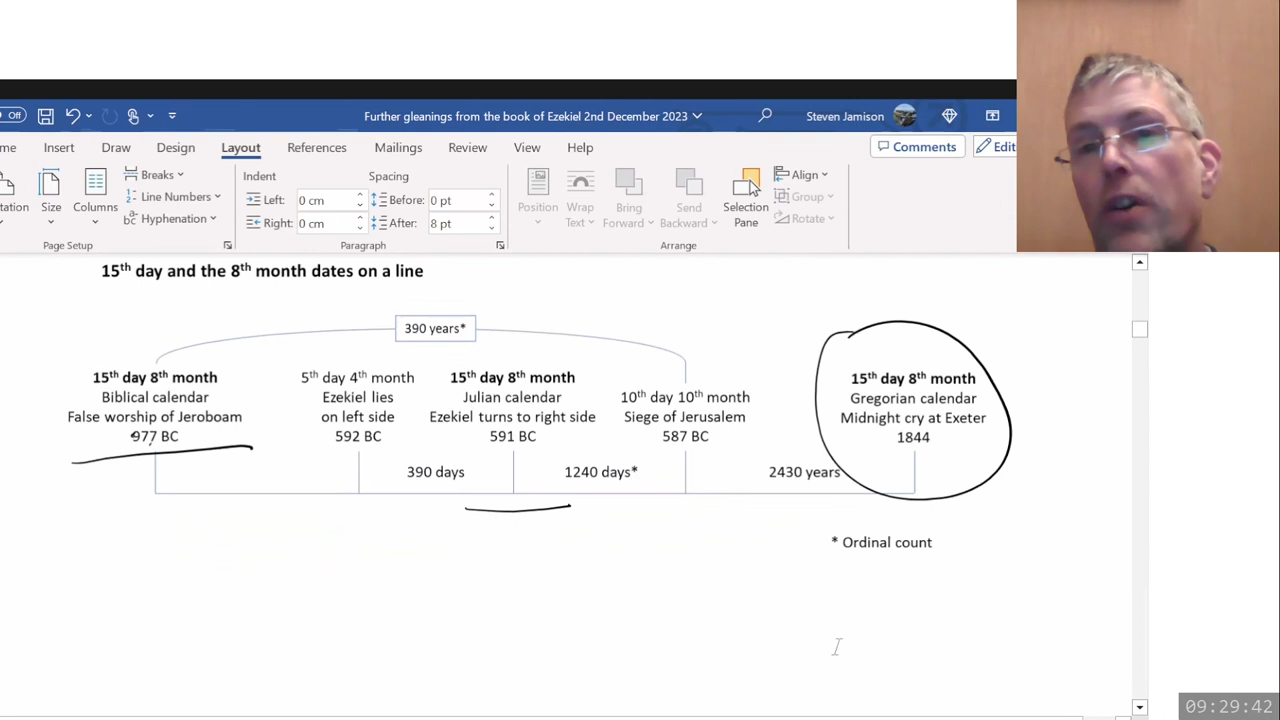 Off
Further gleanings from the book of Ezekiel 2nd December 2023
Steven Jamison
me Insert Draw Design Layout References Mailings Review View Help
Comments
Edit
tation
Size
Columns
Breaks
Line Numbers
Hyphenation
Page Setup
Indent
Left: 0 cm
Right: 0 cm
Spacing
Before: 0 pt
After: 8 pt
Paragraph
Position
Wrap
Text
Bring
Forward
Send
Backward
Selection
Pane
Align
Group
Rotate
Arrange
15th day and the 8th month dates on a line
390 years*
15th day 8th month
Biblical calendar
False worship of Jeroboam
977 BC
5th day 4th month
Ezekiel lies
on left side
592 BC
15th day 8th month
Julian calendar
Ezekiel turns to right side
591 BC
10th day 10th month
Siege of Jerusalem
587 BC
15th day 8th month
Gregorian calendar
Midnight cry at Exeter
1844
390 days
1240 days*
2430 years
* Ordinal count
09:29:42